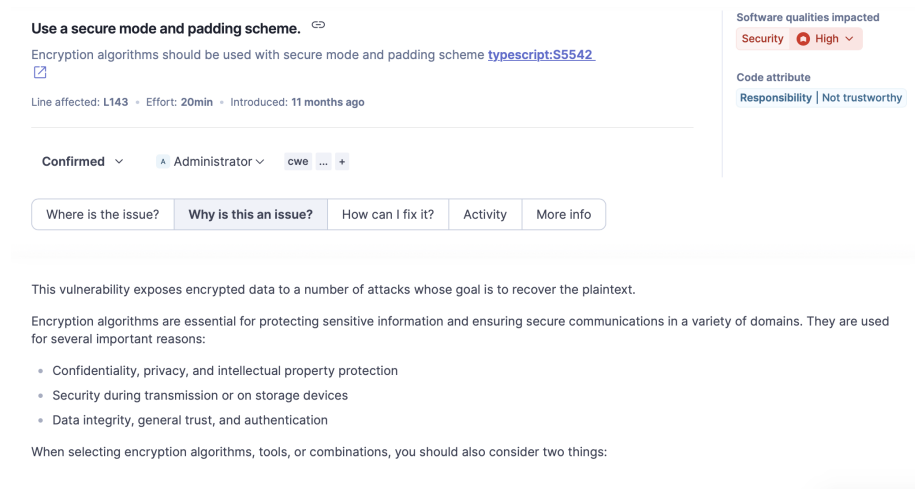 Use a secure mode and padding scheme.
Encryption algorithms should be used with secure mode and padding scheme typescript:S5542
Line affected: L143 • Effort: 20min • Introduced: 11 months ago
Software qualities impacted
Security High
Code attribute
Responsibility | Not trustworthy
Confirmed A Administrator cwe ... +
Where is the issue? Why is this an issue? How can I fix it? Activity More info
This vulnerability exposes encrypted data to a number of attacks whose goal is to recover the plaintext.
Encryption algorithms are essential for protecting sensitive information and ensuring secure communications in a variety of domains. They are used
for several important reasons:
• Confidentiality, privacy, and intellectual property protection
• Security during transmission or on storage devices
• Data integrity, general trust, and authentication
When selecting encryption algorithms, tools, or combinations, you should also consider two things: